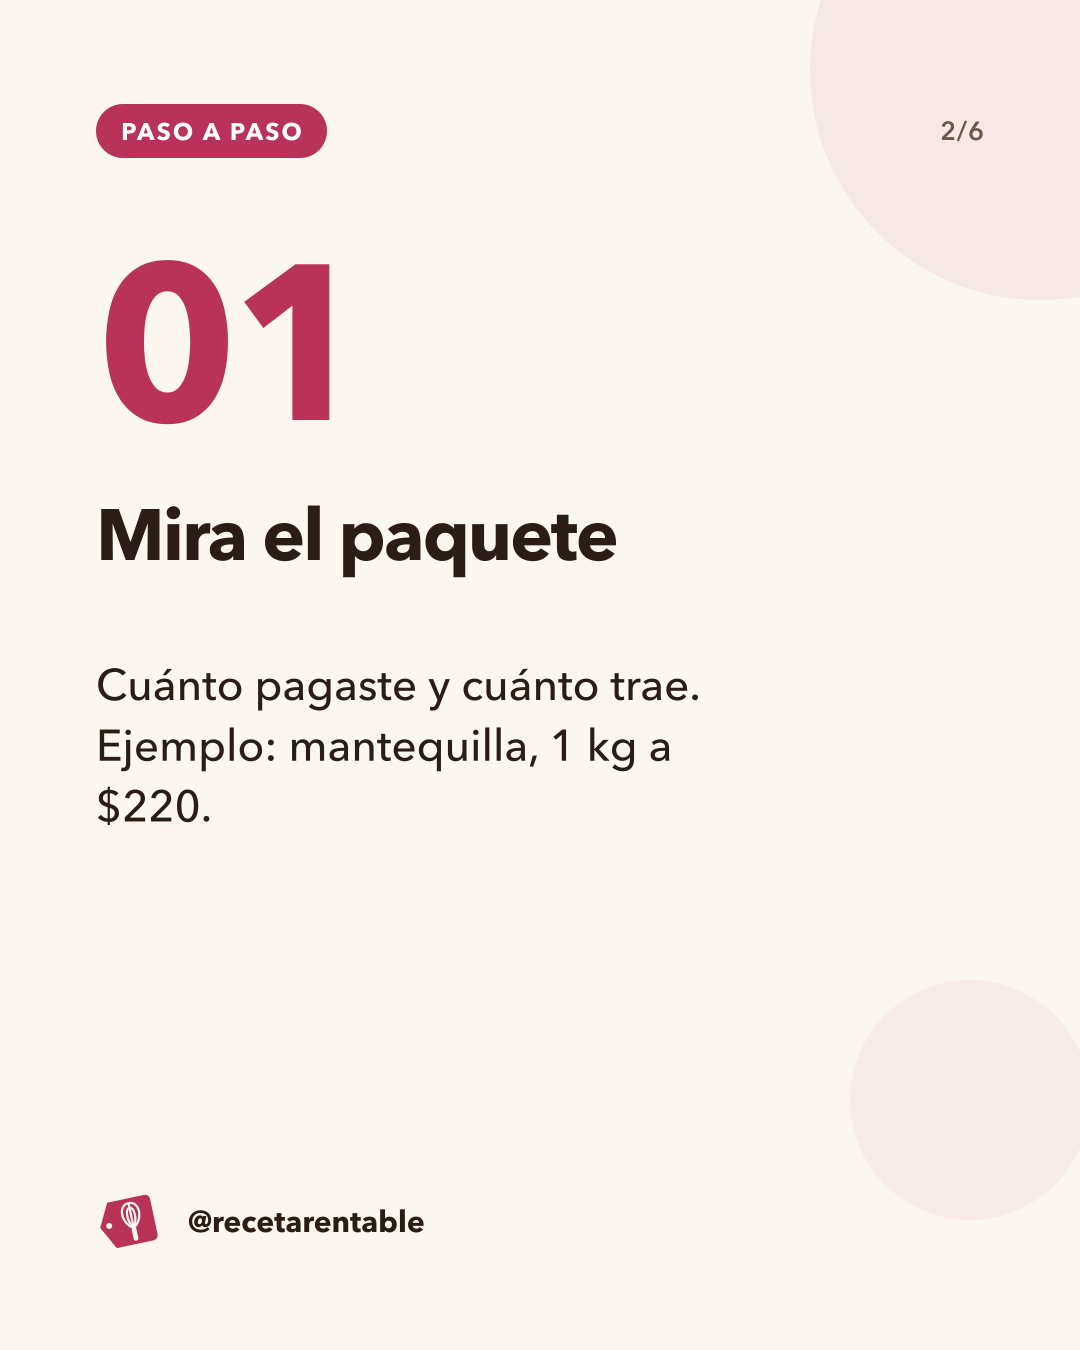 PASO A PASO
2/6
01
Mira el paquete
Cuánto pagaste y cuánto trae.
Ejemplo: mantequilla, 1 kg a
$220.
@recetarentable